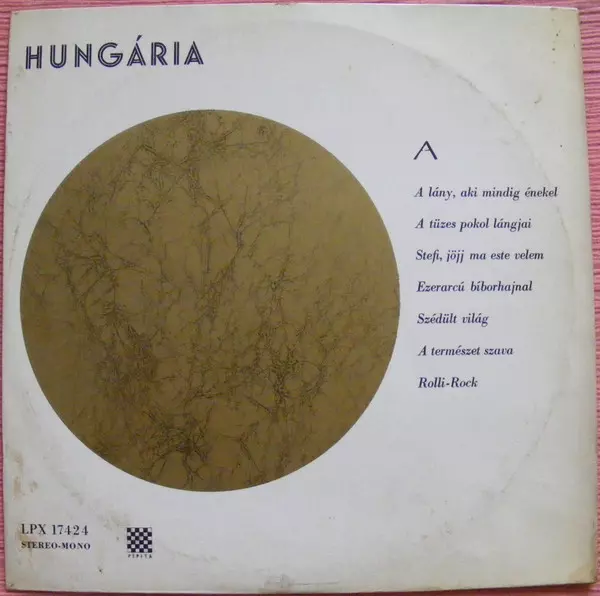 HUNGÁRIA
A
A lány, aki mindig énekel
A tüzes pokol lángjai
Stefi, jöjj ma este velem
Ezerarcú bíborhajnal
Szédült világ
A természet szava
Rolli-Rock
LPX 17424
STEREO-MONO
PEPITA